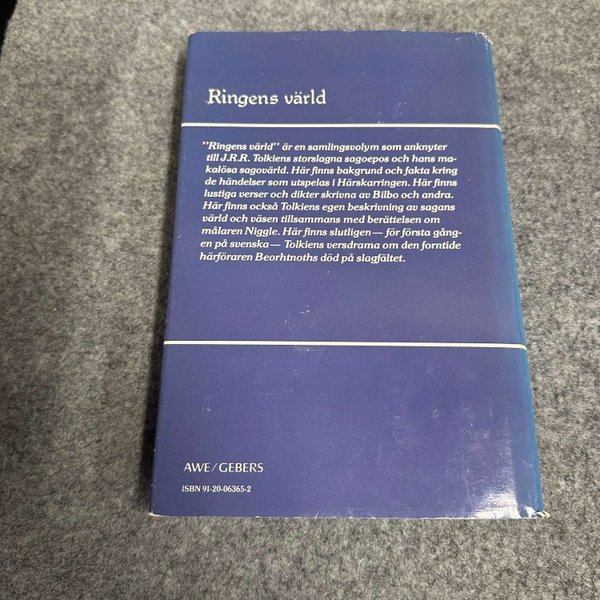 Ringens värld
"Ringens värld" är en samlingsvolym som anknyter
till J.R.R. Tolkiens storslagna sagoepos och hans ma-
kalösa sagovärld. Här finns bakgrund och fakta kring
de händelser som utspelas i Härskarringen. Här finns
lustiga verser och dikter skrivna av Bilbo och andra.
Här finns också Tolkiens egen beskrivning av sagans
värld och väsen tillsammans med berättelsen om
målaren Niggle. Här finns slutligen — för första gång-
en på svenska — Tolkiens versdrama om den forntide
härföraren Beorhtnoths död på slagfältet.
AWE/GEBERS
ISBN 91-20-06365-2